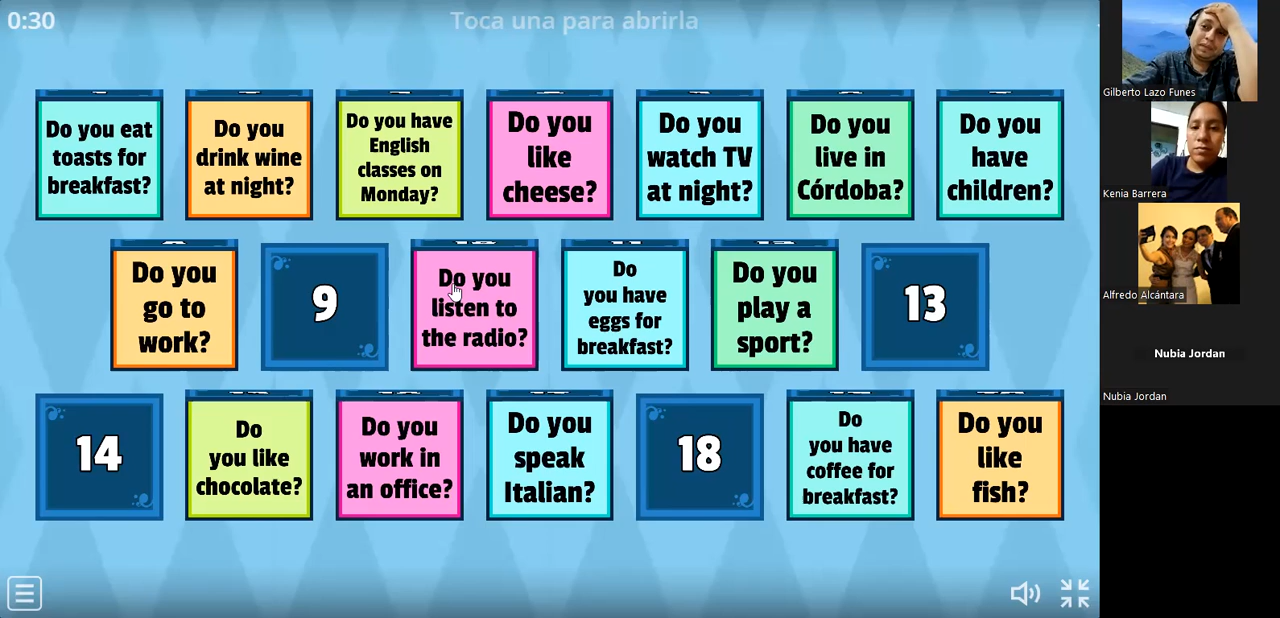 0:30
Toca una para abrirla
Do you eat
toasts for
breakfast?
Do you
drink wine
at night?
Do you have
English
classes on
Monday?
Do you
like
cheese?
Do you
watch TV
at night?
Do you
live in
Córdoba?
Do you
have
children?
Do you
go to
work?
9
Do you
listen to
the radio?
Do
you have
eggs for
breakfast?
Do you
play a
sport?
13
14
Do
you like
chocolate?
Do you
work in
an office?
Do you
speak
Italian?
18
Do
you have
coffee for
breakfast?
Do you
like
fish?
Gilberto Lazo Funes
Kenia Barrera
Alfredo Alcántara
Nubia Jordan
Nubia Jordan